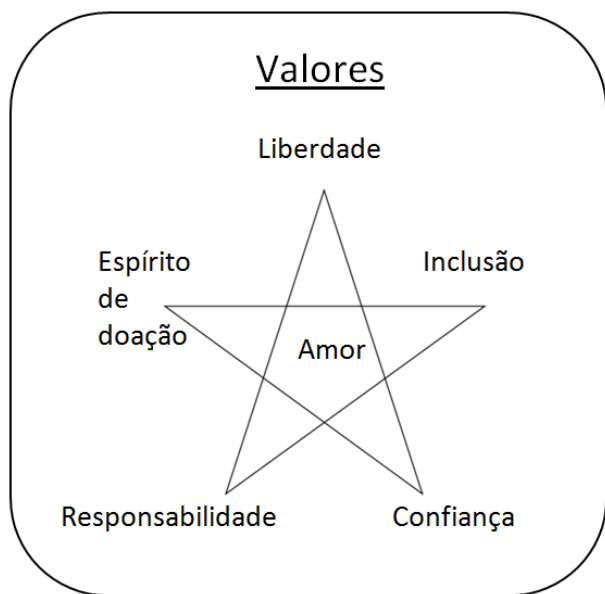 Valores
Liberdade
Espírito
de
doação
Inclusão
Amor
Responsabilidade
Confiança